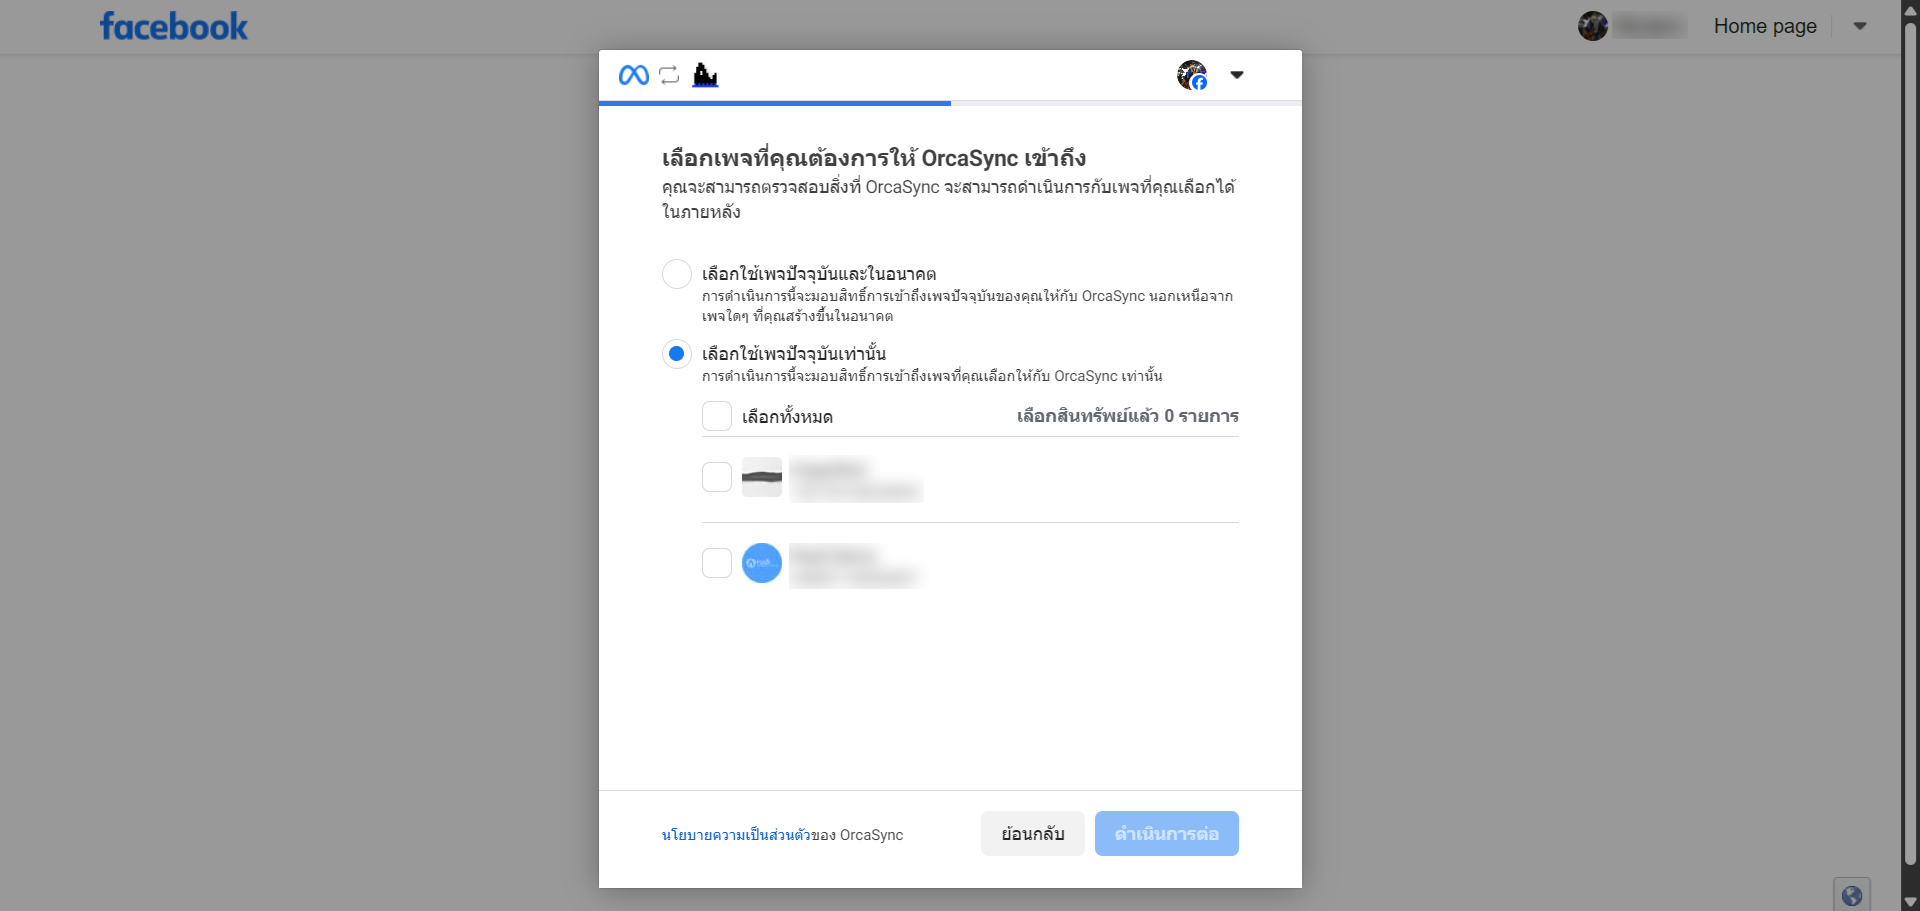 facebook
Home page
เลือกเพจที่คุณต้องการให้ OrcaSync เข้าถึง
คุณจะสามารถตรวจสอบสิ่งที่ OrcaSync จะสามารถดำเนินการกับเพจที่คุณเลือกได้
ในภายหลัง
เลือกใช้เพจปัจจุบันและในอนาคต
การดำเนินการนี้จะมอบสิทธิ์การเข้าถึงเพจปัจจุบันของคุณให้กับ OrcaSync นอกเหนือจาก
เพจใดๆ ที่คุณสร้างขึ้นในอนาคต
เลือกใช้เพจปัจจุบันเท่านั้น
การดำเนินการนี้จะมอบสิทธิ์การเข้าถึงเพจที่คุณเลือกให้กับ OrcaSync เท่านั้น
เลือกทั้งหมด
เลือกสินทรัพย์แล้ว 0 รายการ
นโยบายความเป็นส่วนตัวของ OrcaSync
ย้อนกลับ
ดำเนินการต่อ